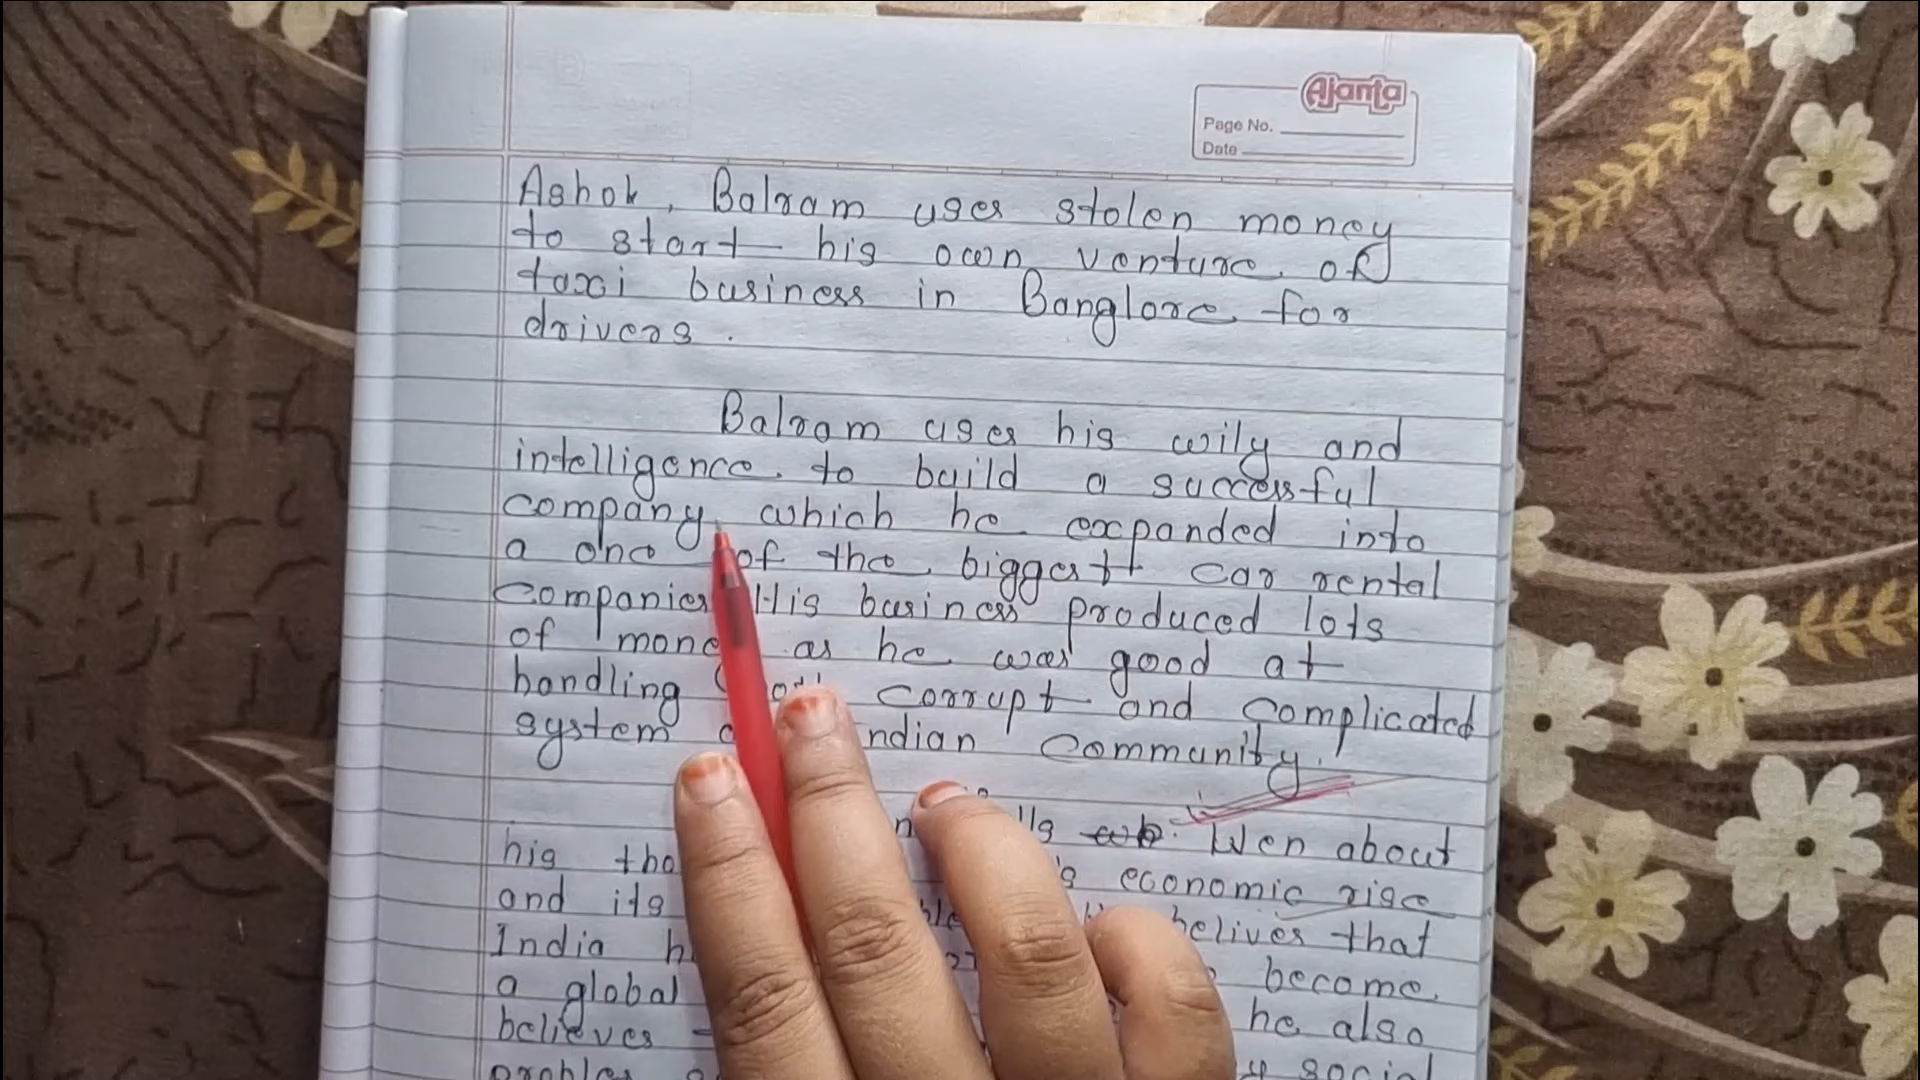 Ajanta
Page No.
Date
Ashok, Balram uses stolen money
to start his own venture of
taxi business in Banglore for
drivers.
Balram uses his wily and
intelligence to build a successful
company which he expanded into
a one of the biggest car rental
Companies His business produced lots
of as he was good at
handling corrupt and complicated
system Indian Community.
Wen about
his economic rise
and its belives that
India become
a global
believes he also
social